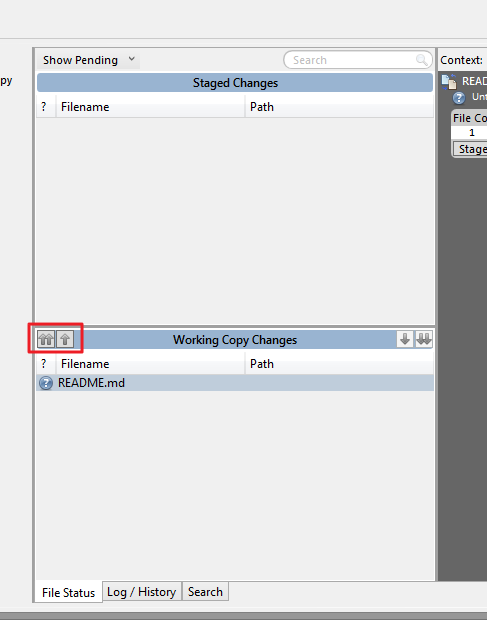 Show Pending
Search
Context:
py
Staged Changes
READ
? Unt
? Filename Path
File Co
1
Stage
Working Copy Changes
? Filename Path
? README.md
File Status Log / History Search